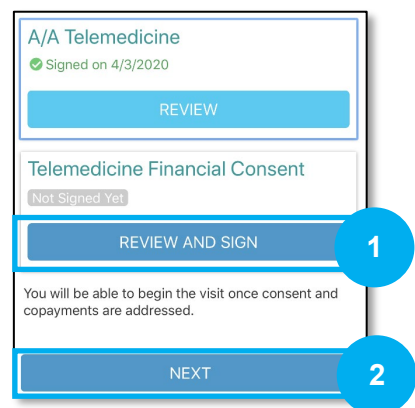 A/A Telemedicine
Signed on 4/3/2020
REVIEW
Telemedicine Financial Consent
Not Signed Yet
REVIEW AND SIGN
1
You will be able to begin the visit once consent and
copayments are addressed.
NEXT
2